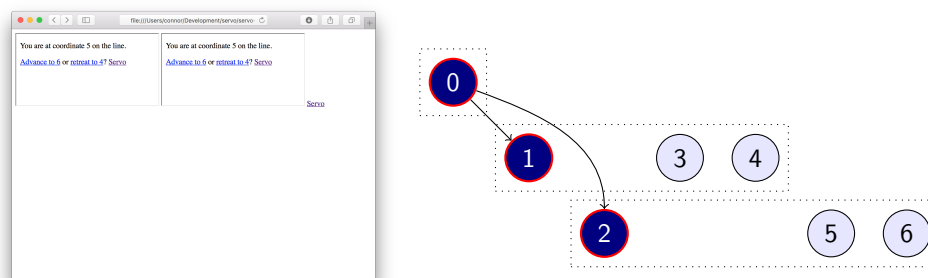 file:///Users/connor/Development/servo/servo-
You are at coordinate 5 on the line.
Advance to 6 or retreat to 4? Servo
You are at coordinate 5 on the line.
Advance to 6 or retreat to 4? Servo
Servo
0
1 3 4
2 5 6